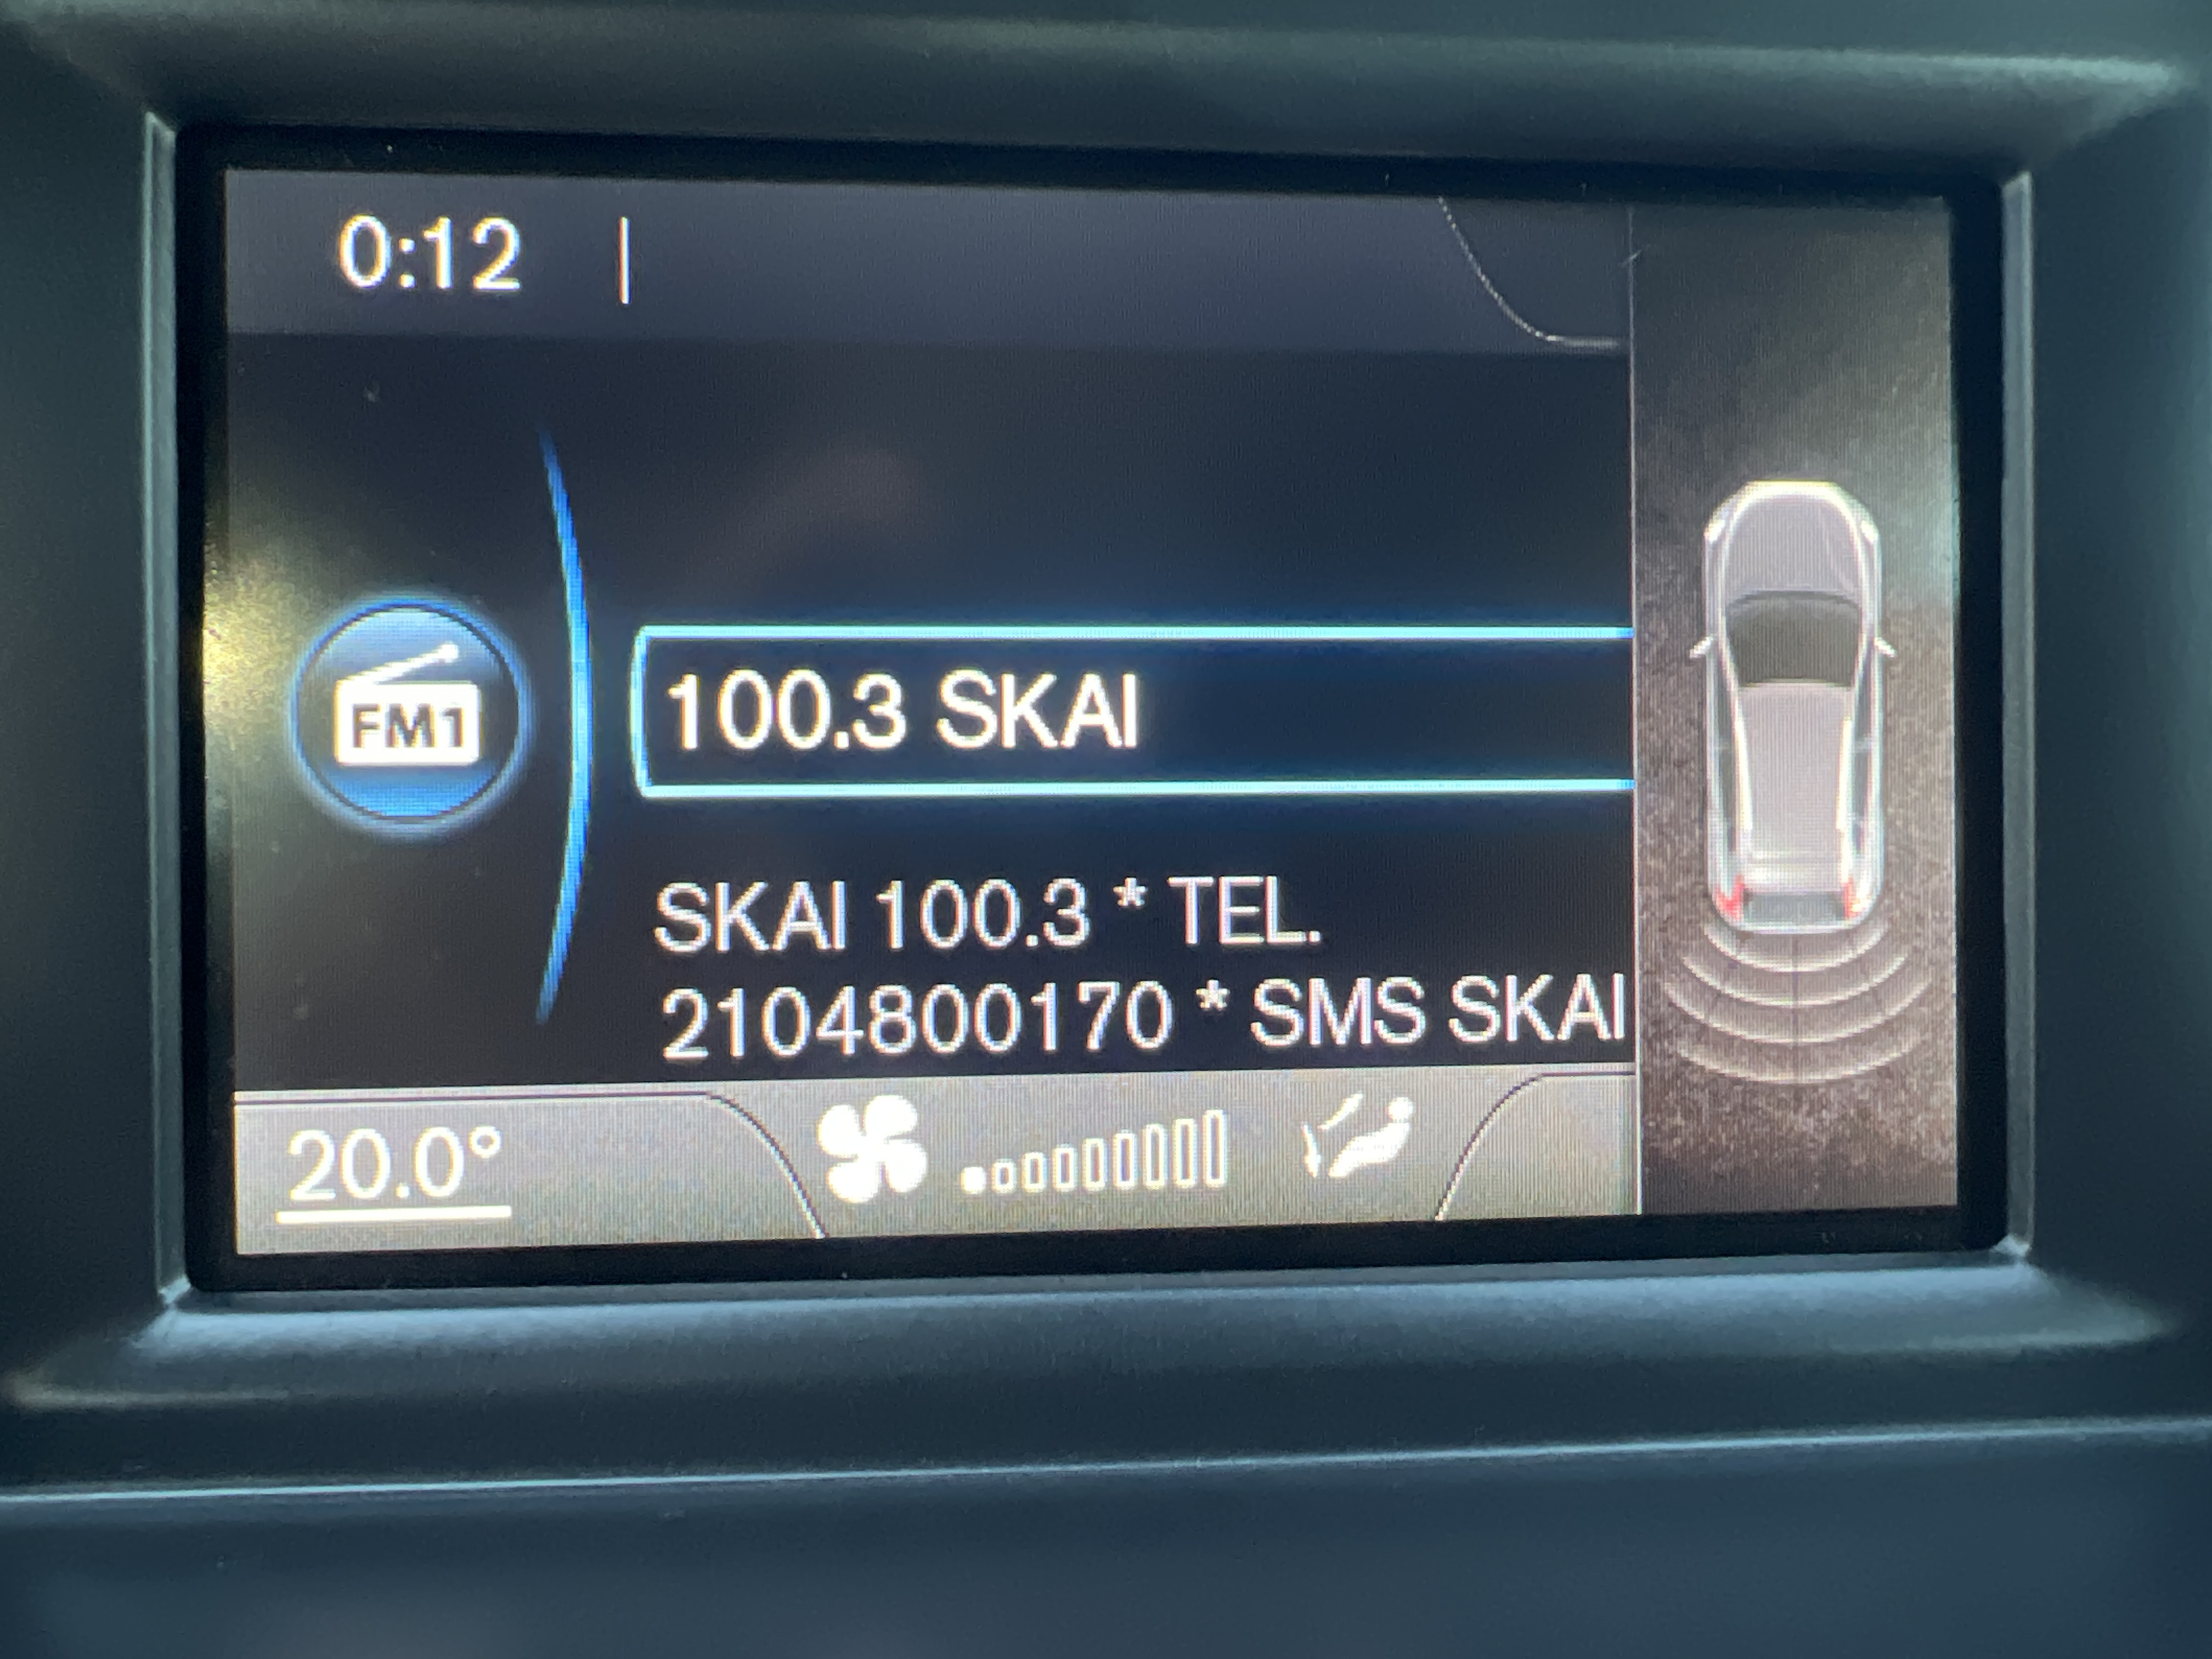 0:12
FM1
100.3 SKAI
SKAI 100.3 * TEL.
2104800170 * SMS SKAI
20.0°